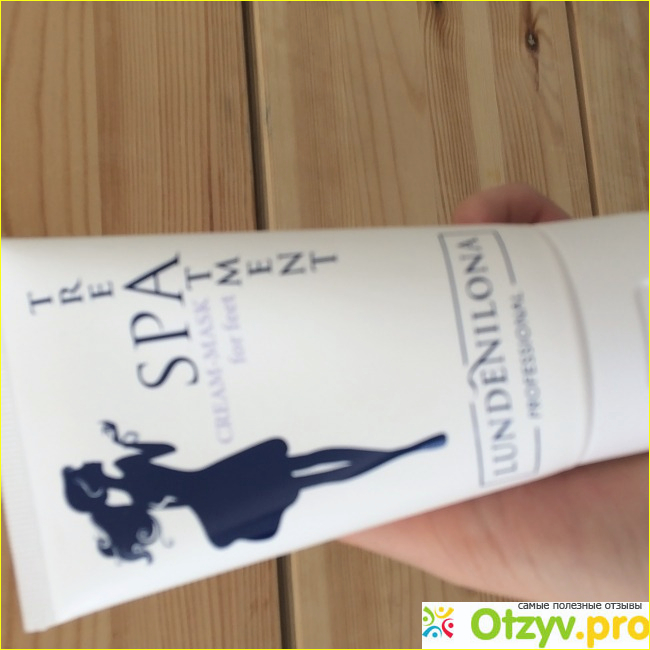 SPA
TREATMENT
CREAM-MASK
for feet
LUNDENILONA
PROFESSIONAL
самые полезные отзывы
Otzyv.pro